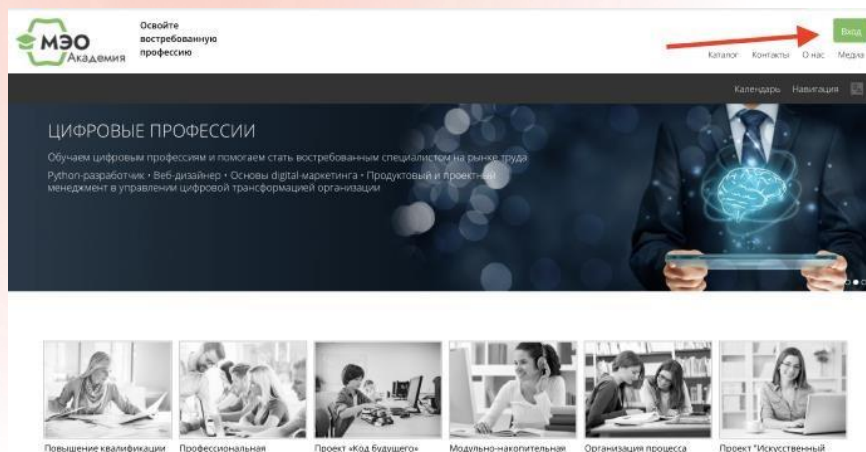 МЭО
Академия
Освойте
востребованную
профессию
Вход
Каталог Контакты О нас Медиа
Календарь Навигация
ЦИФРОВЫЕ ПРОФЕССИИ
Обучаем цифровым профессиям и помогаем стать востребованным специалистом на рынке труда
Python-разработчик • Веб-дизайнер • Основы digital-маркетинга • Продуктовый и проектный
менеджмент в управлении цифровой трансформацией организации
Повышение квалификации
Профессиональная
Проект «Код будущего»
Модульно-накопительная
Организация процесса
Проект "Искусственный